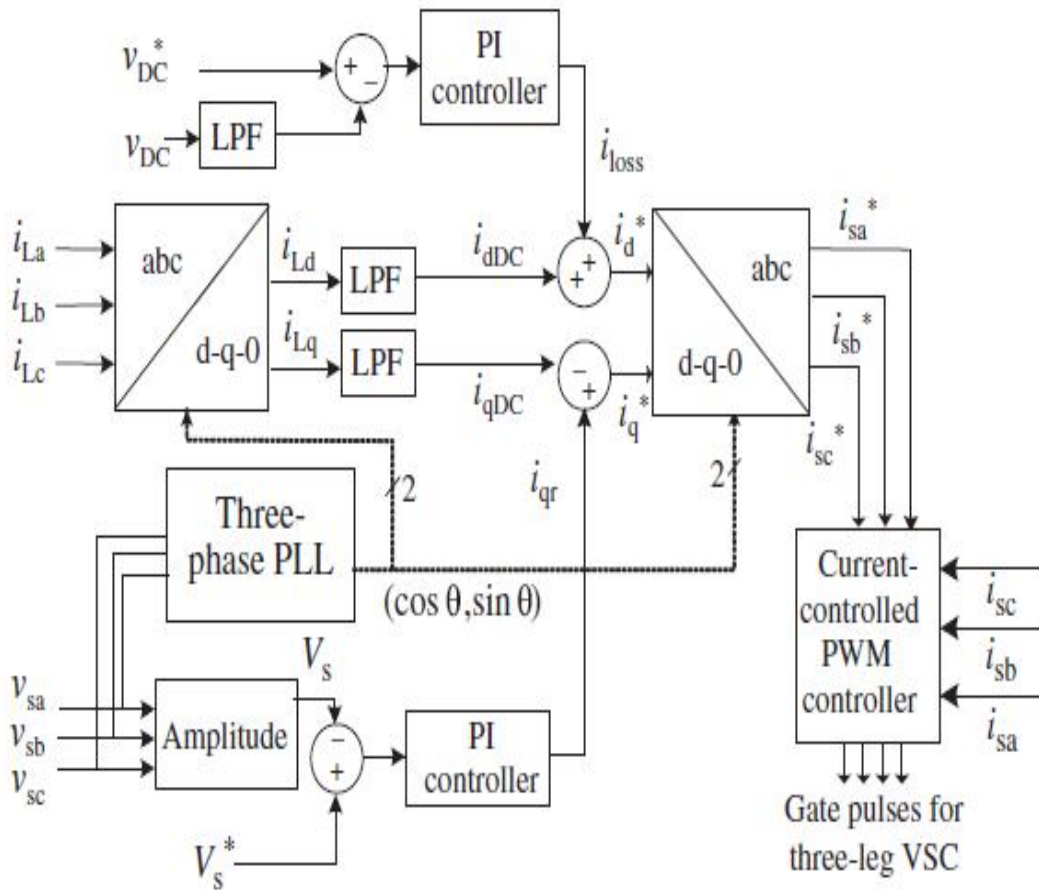 v_DC*
+
−
PI
controller
v_DC
LPF
i_loss
i_La
i_Lb
i_Lc
abc
d-q-0
i_Ld
LPF
i_dDC
+
+
i_d*
i_Lq
LPF
i_qDC
−
+
i_q*
abc
d-q-0
i_sa*
i_sb*
i_sc*
2
2
i_qr
Three-
phase PLL
(cos θ,sin θ)
v_sa
v_sb
v_sc
Amplitude
V_s
−
+
V_s*
PI
controller
Current-
controlled
PWM
controller
i_sc
i_sb
i_sa
Gate pulses for
three-leg VSC